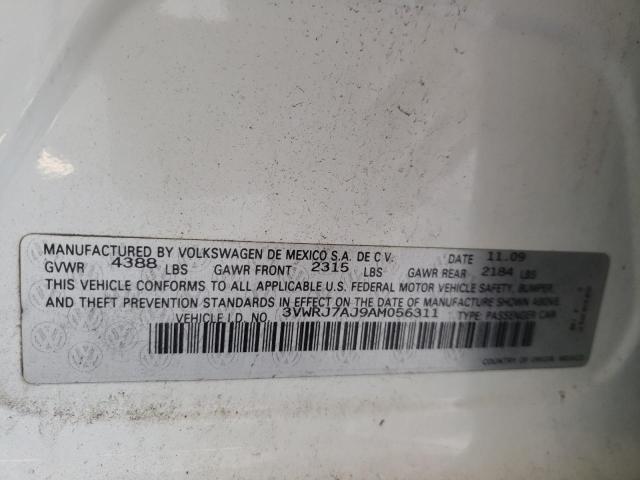 MANUFACTURED BY VOLKSWAGEN DE MEXICO S.A. DE C V. DATE 11.09
GVWR 4388 LBS GAWR FRONT 2315 LBS GAWR REAR 2184 LBS
THIS VEHICLE CONFORMS TO ALL APPLICABLE U.S. FEDERAL MOTOR VEHICLE SAFETY, BUMPER,
AND THEFT PREVENTION STANDARDS IN EFFECT ON THE DATE OF MANUFACTURE SHOWN ABOVE.
VEHICLE I.D. NO. 3VWRJ7AJ9AM056311 TYPE: PASSENGER CAR
COUNTRY OF ORIGIN: MEXICO